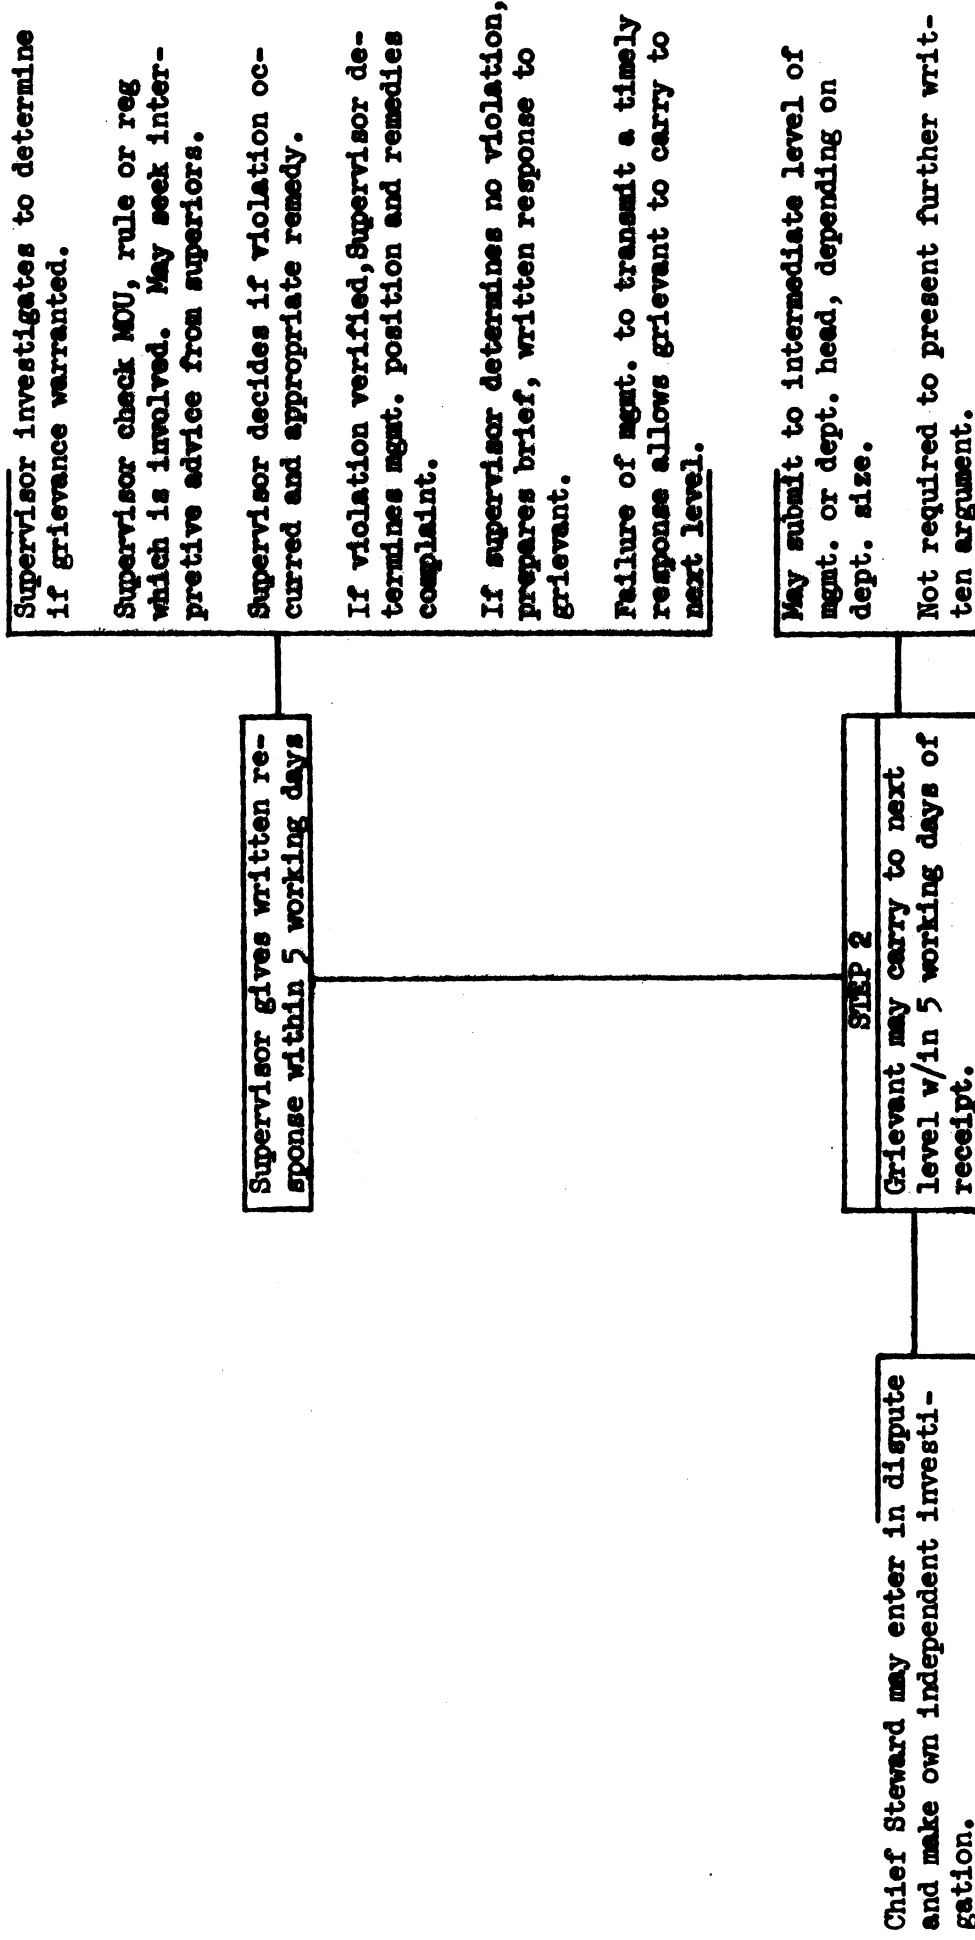 Supervisor investigates to determine
if grievance warranted.
Supervisor check MOU, rule or reg
which is involved. May seek inter-
pretive advice from superiors.
Supervisor decides if violation oc-
curred and appropriate remedy.
If violation verified,Supervisor de-
termines mgmt. position and remedies
complaint.
If supervisor determines no violation,
prepares brief, written response to
grievant.
Failure of mgmt. to transmit a timely
response allows grievant to carry to
next level.
Supervisor gives written re-
sponse within 5 working days
May submit to intermediate level of
mgmt. or dept. head, depending on
dept. size.
Not required to present further writ-
ten argument.
STEP 2
Grievant may carry to next
level w/in 5 working days of
receipt.
Chief Steward may enter in dispute
and make own independent investi-
gation.